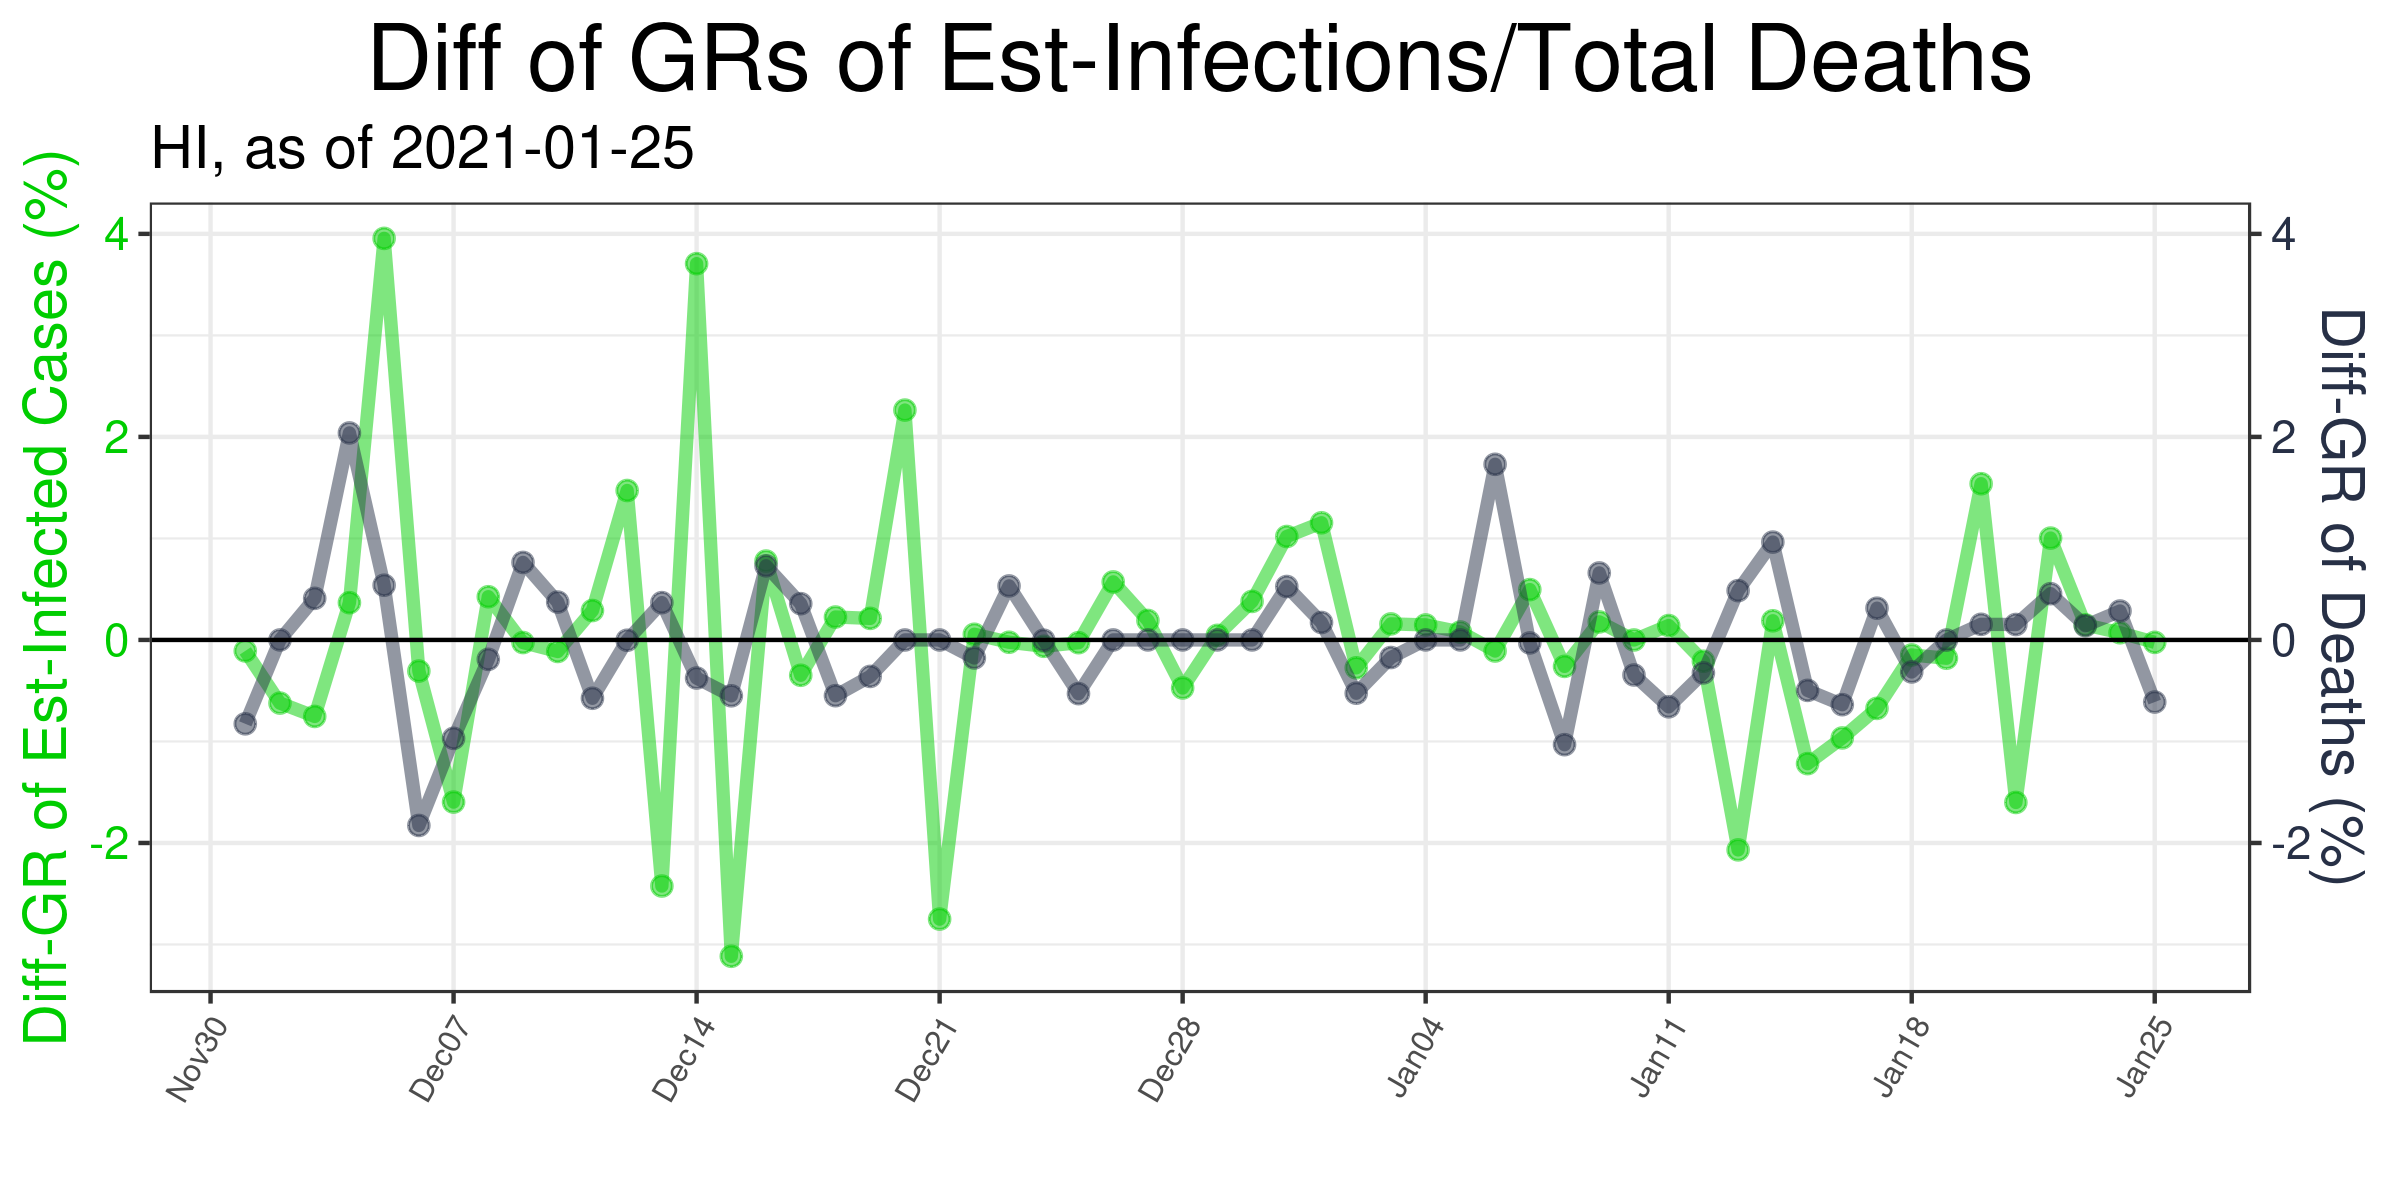 Diff of GRs of Est-Infections/Total Deaths
HI, as of 2021-01-25
Diff-GR of Est-Infected Cases (%)
4
2
0
-2
4
2
0
-2
Diff-GR of Deaths (%)
Nov30
Dec07
Dec14
Dec21
Dec28
Jan04
Jan11
Jan18
Jan25